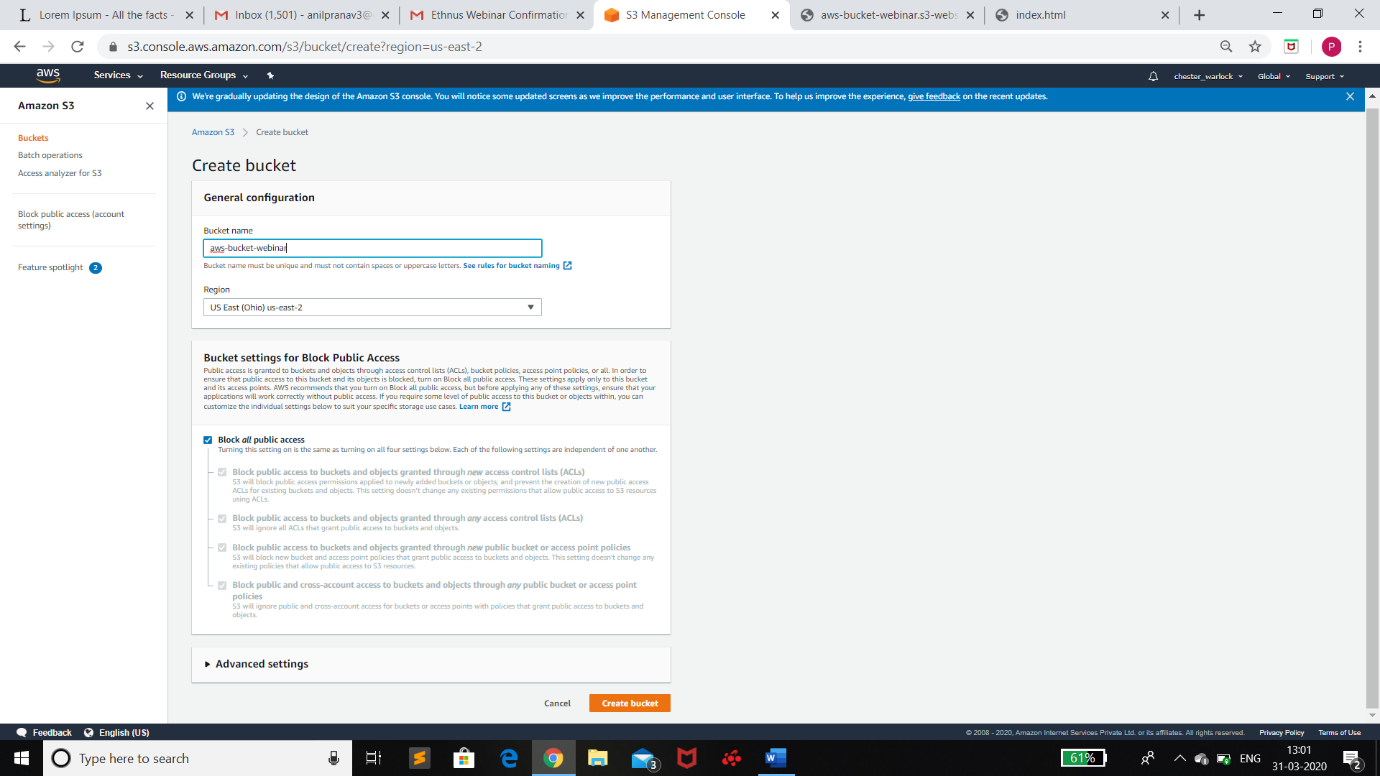 Lorem Ipsum - All the facts -
Inbox (1,501) - anilpranav3@
Ethnus Webinar Confirmation
S3 Management Console
aws-bucket-webinar.s3-webs
index.html
s3.console.aws.amazon.com/s3/bucket/create?region=us-east-2
P
aws
Services
Resource Groups
chester_warlock
Global
Support
Amazon S3
We're gradually updating the design of the Amazon S3 console. You will notice some updated screens as we improve the performance and user interface. To help us improve the experience, give feedback on the recent updates.
Buckets
Batch operations
Access analyzer for S3
Block public access (account
settings)
Feature spotlight 2
Amazon S3 > Create bucket
Create bucket
General configuration
Bucket name
aws-bucket-webinar
Bucket name must be unique and must not contain spaces or uppercase letters. See rules for bucket naming
Region
US East (Ohio) us-east-2
Bucket settings for Block Public Access
Public access is granted to buckets and objects through access control lists (ACLs), bucket policies, access point policies, or all. In order to
ensure that public access to this bucket and its objects is blocked, turn on Block all public access. These settings apply only to this bucket
and its access points. AWS recommends that you turn on Block all public access, but before applying any of these settings, ensure that your
applications will work correctly without public access. If you require some level of public access to this bucket or objects within, you can
customize the individual settings below to suit your specific storage use cases. Learn more
Block all public access
Turning this setting on is the same as turning on all four settings below. Each of the following settings are independent of one another.
Block public access to buckets and objects granted through new access control lists (ACLs)
S3 will block public access permissions applied to newly added buckets or objects, and prevent the creation of new public access
ACLs for existing buckets and objects. This setting doesn't change any existing permissions that allow public access to S3 resources
using ACLs.
Block public access to buckets and objects granted through any access control lists (ACLs)
S3 will ignore all ACLs that grant public access to buckets and objects.
Block public access to buckets and objects granted through new public bucket or access point policies
S3 will block new bucket and access point policies that grant public access to buckets and objects. This setting doesn't change any
existing policies that allow public access to S3 resources.
Block public and cross-account access to buckets and objects through any public bucket or access point
policies
S3 will ignore public and cross-account access for buckets or access points with policies that grant public access to buckets and
objects.
Advanced settings
Cancel
Create bucket
Feedback
English (US)
© 2008 - 2020, Amazon Internet Services Private Ltd. or its affiliates. All rights reserved.
Privacy Policy
Terms of Use
Type here to search
3
W
61%
ENG
13:01
31-03-2020
2